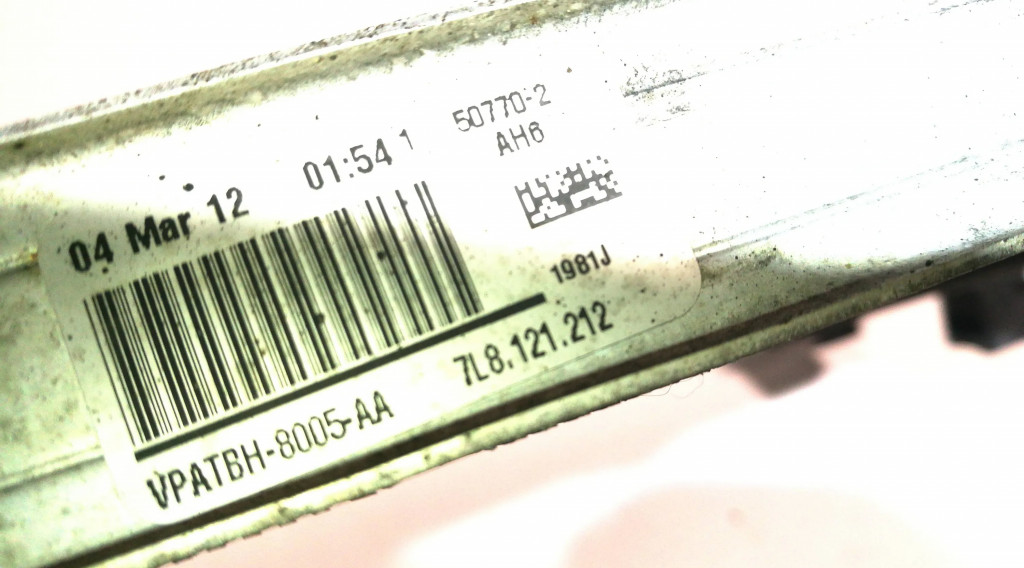 04 Mar 12 01:54 1
50770-2
AH6
1981J
7L8.121.212
VPATBH-8005-AA